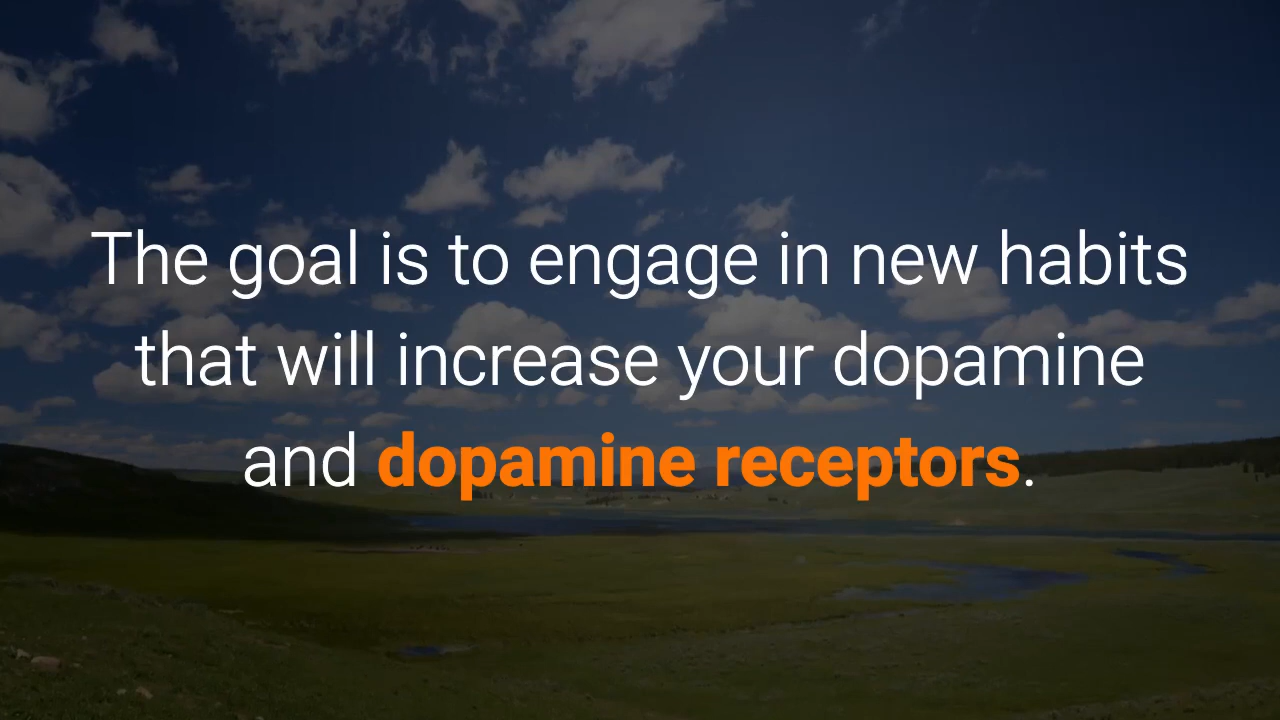 The goal is to engage in new habits
that will increase your dopamine
and dopamine receptors.